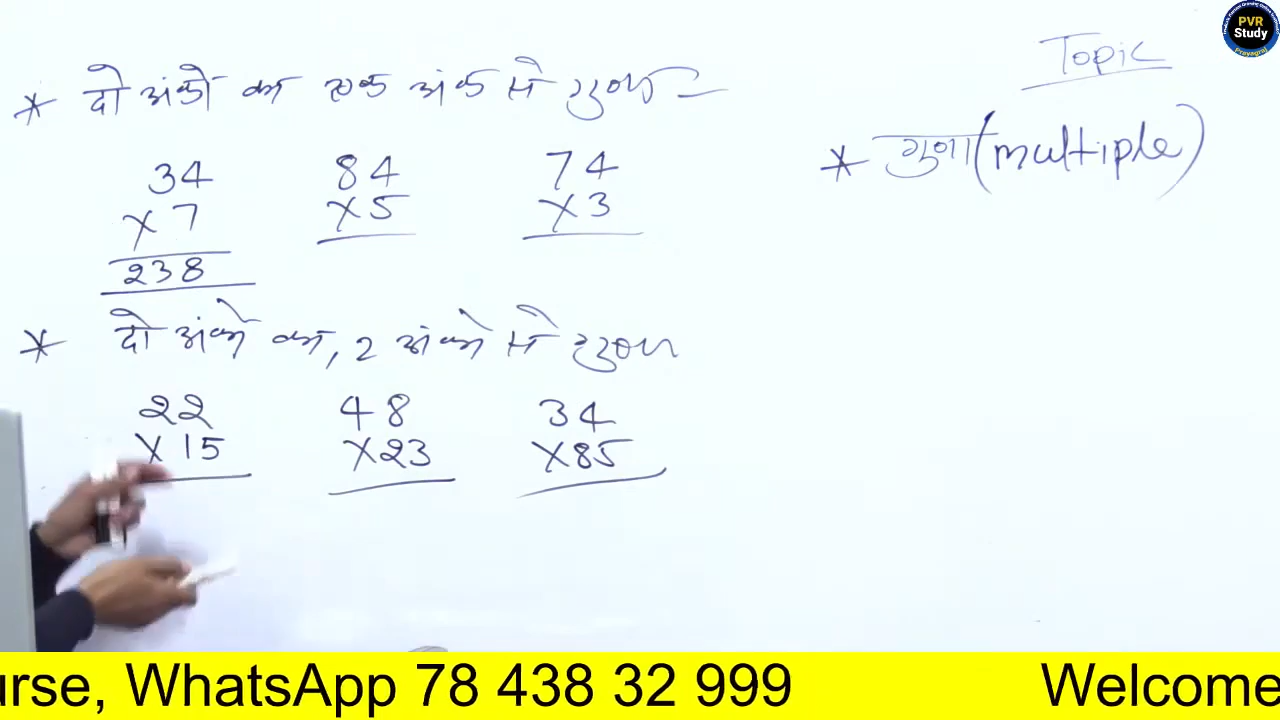 * दो अंको का एक अंक से गुणा
34 84 74
X 7 X 5 X 3
238
* दो अंको का, 2 अंको से गुणा
22 48 34
X 15 X 23 X 85
Topic
* गुणा (multiple)
PVR
Study
Prayagraj
urse, WhatsApp 78 438 32 999 Welcome